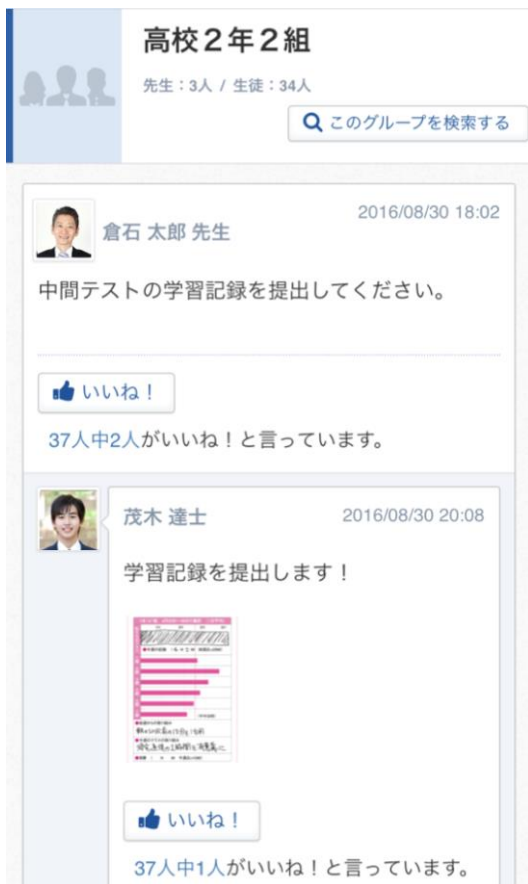 高校2年2組
先生:3人 / 生徒:34人
このグループを検索する
2016/08/30 18:02
倉石 太郎 先生
中間テストの学習記録を提出してください。
いいね!
37人中2人がいいね!と言っています。
茂木 達士
2016/08/30 20:08
学習記録を提出します!
いいね!
37人中1人がいいね!と言っています。